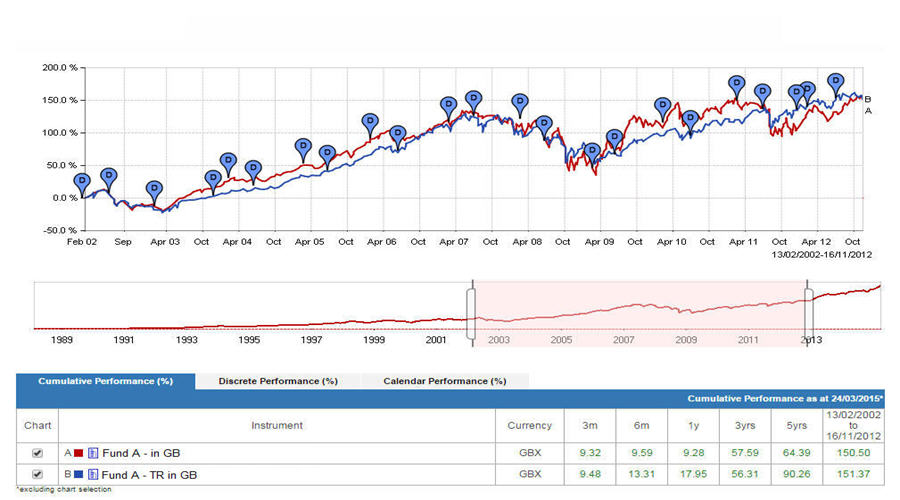 200.0 %
150.0 %
100.0 %
50.0 %
0.0 %
-50.0 %
D D D D D D D D D D D D D D D D D D D D D D D
B
A
Feb 02 Sep Apr 03 Oct Apr 04 Oct Apr 05 Oct Apr 06 Oct Apr 07 Oct Apr 08 Oct Apr 09 Oct Apr 10 Oct Apr 11 Oct Apr 12 Oct
13/02/2002-16/11/2012
1989 1991 1993 1995 1997 1999 2001 2003 2005 2007 2009 2011 2013
Cumulative Performance (%) Discrete Performance (%) Calendar Performance (%)
Cumulative Performance as at 24/03/2015*
Chart Instrument Currency 3m 6m 1y 3yrs 5yrs 13/02/2002
to
16/11/2012
A Fund A - in GB GBX 9.32 9.59 9.28 57.59 64.39 150.50
B Fund A - TR in GB GBX 9.48 13.31 17.95 56.31 90.26 151.37
*excluding chart selection